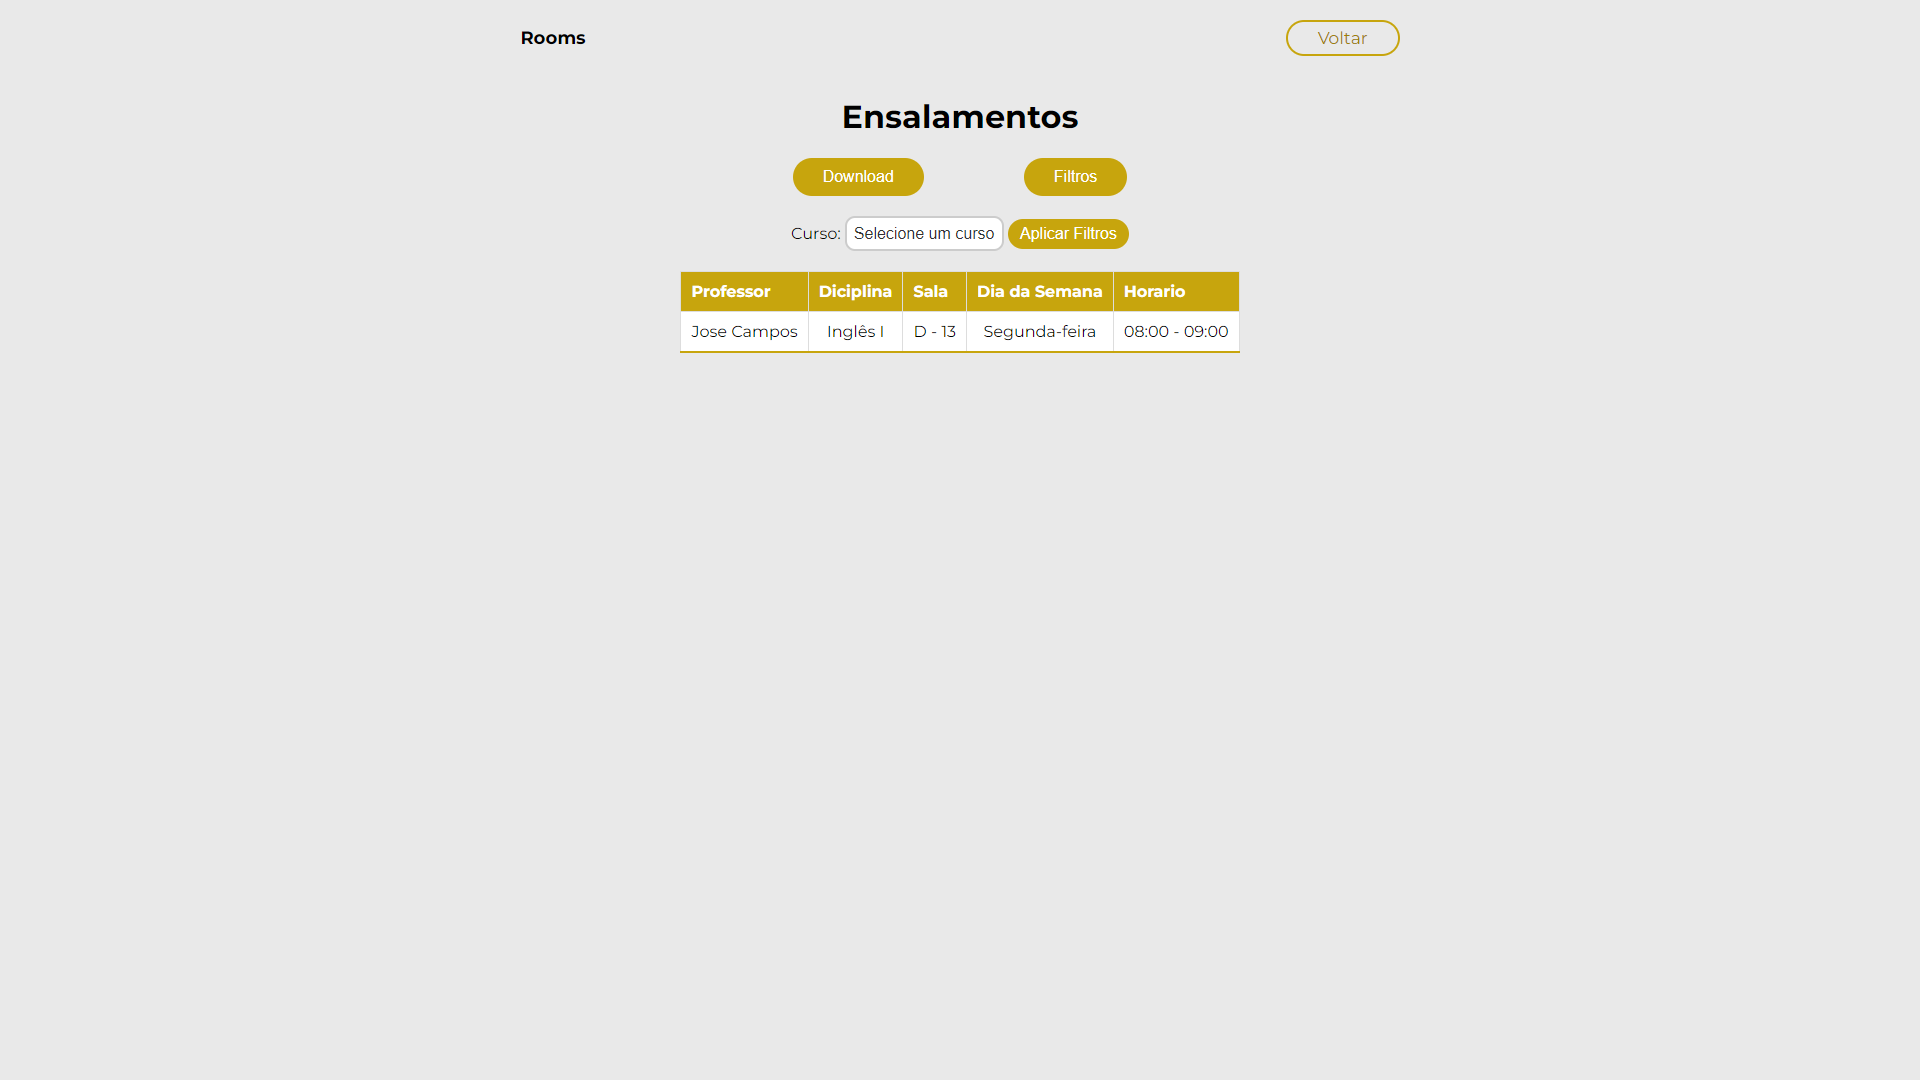 Rooms
Voltar
Ensalamentos
Download
Filtros
Curso: Selecione um curso Aplicar Filtros
Professor Diciplina Sala Dia da Semana Horario
Jose Campos Inglês I D - 13 Segunda-feira 08:00 - 09:00